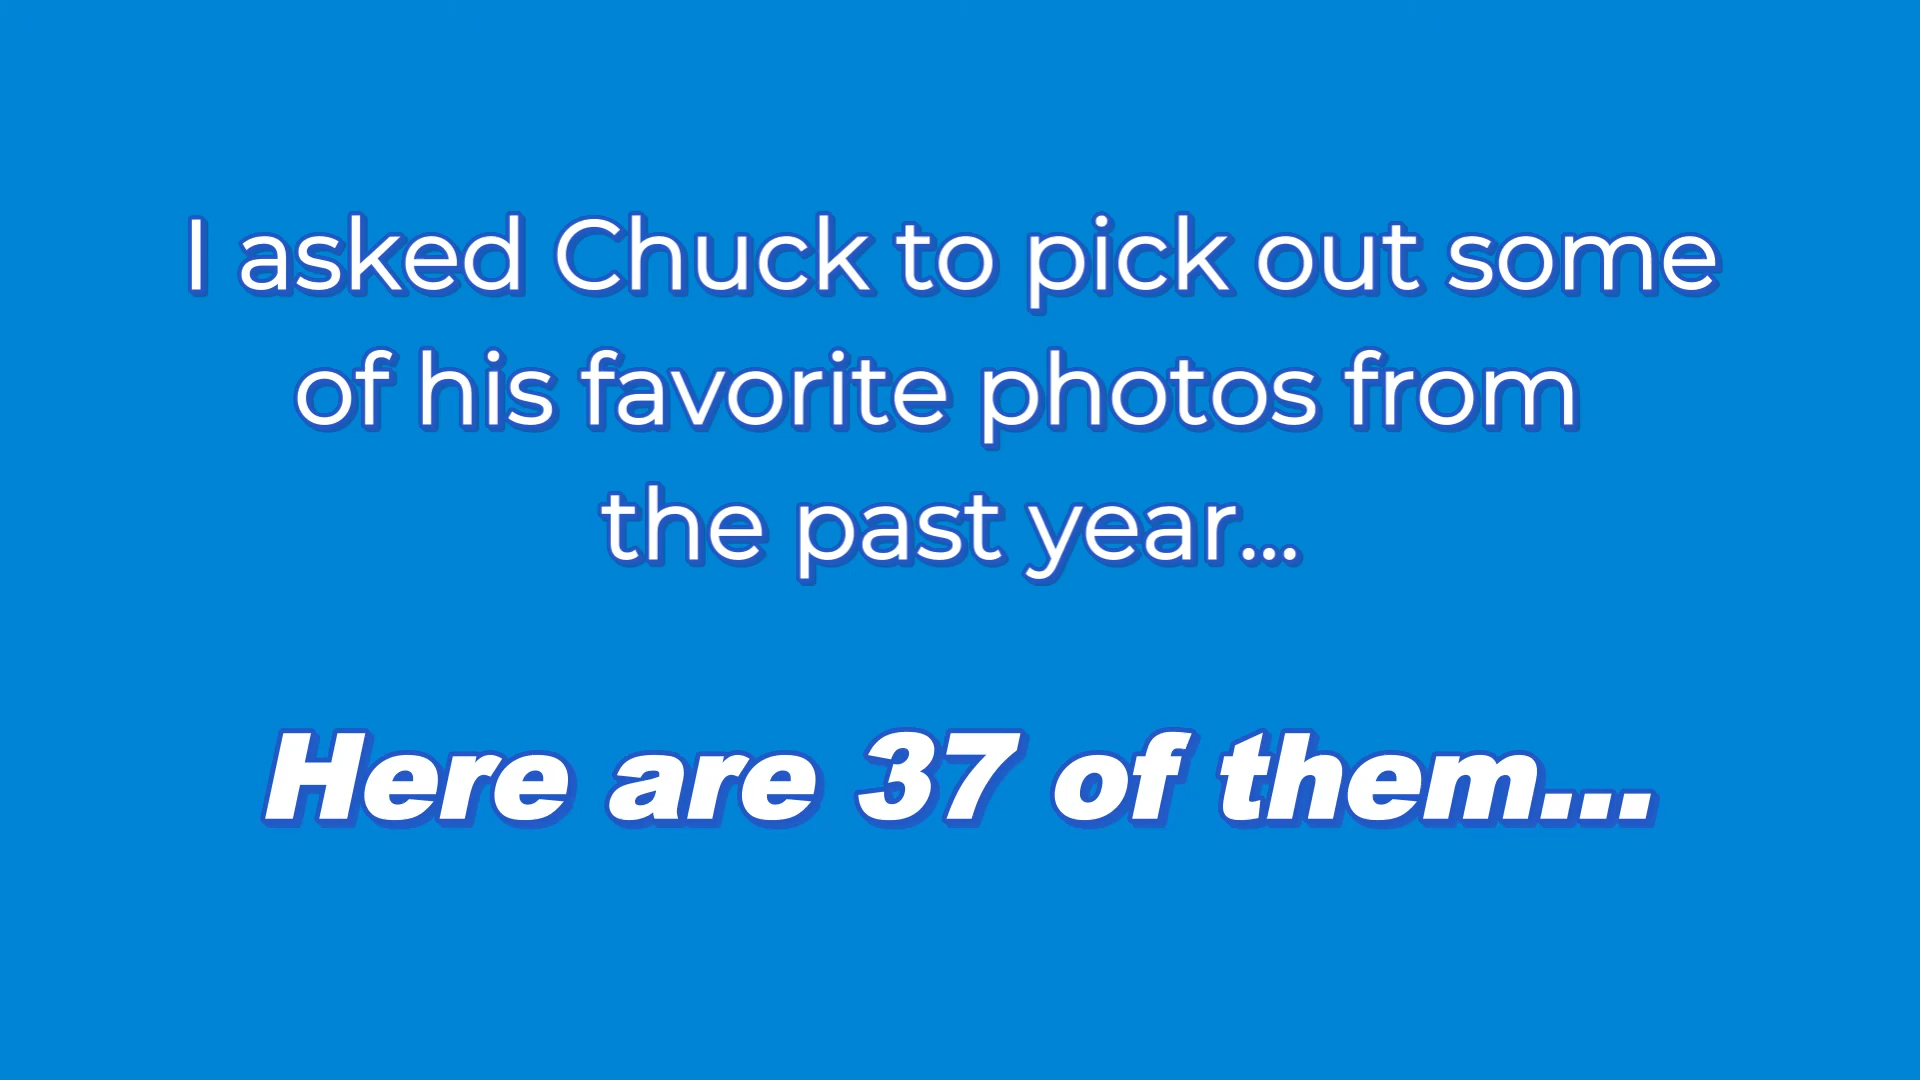 I asked Chuck to pick out some
of his favorite photos from
the past year...
Here are 37 of them...